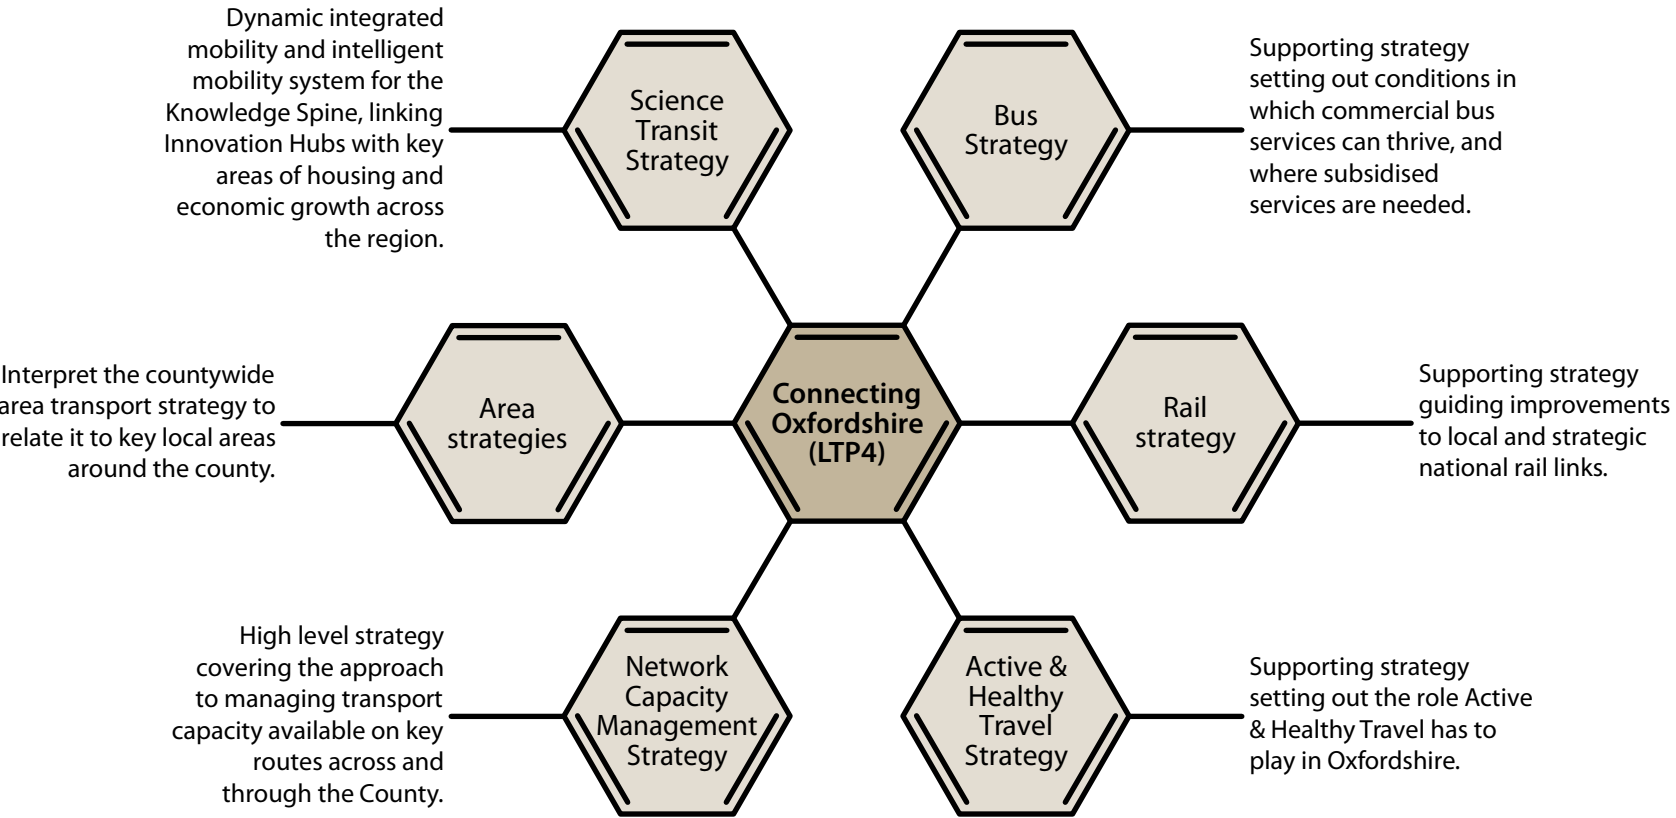 Dynamic integrated
mobility and intelligent
mobility system for the
Knowledge Spine, linking
Innovation Hubs with key
areas of housing and
economic growth across
the region.
Science
Transit
Strategy
Bus
Strategy
Supporting strategy
setting out conditions in
which commercial bus
services can thrive, and
where subsidised
services are needed.
Interpret the countywide
area transport strategy to
relate it to key local areas
around the county.
Area
strategies
Connecting
Oxfordshire
(LTP4)
Rail
strategy
Supporting strategy
guiding improvements
to local and strategic
national rail links.
High level strategy
covering the approach
to managing transport
capacity available on key
routes across and
through the County.
Network
Capacity
Management
Strategy
Active &
Healthy
Travel
Strategy
Supporting strategy
setting out the role Active
& Healthy Travel has to
play in Oxfordshire.